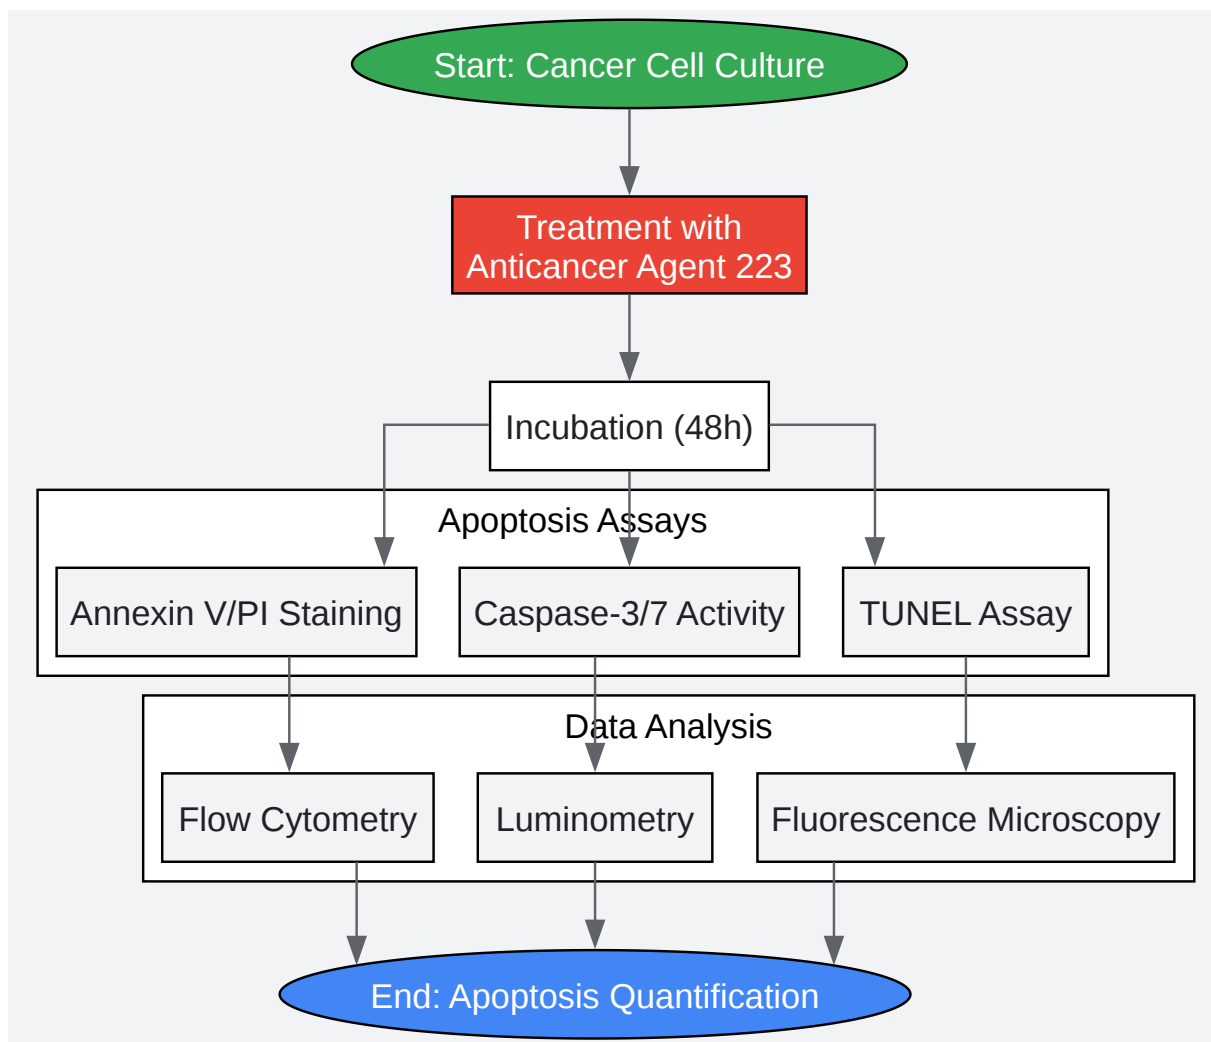 Start: Cancer Cell Culture
Treatment with
Anticancer Agent 223
Incubation (48h)
Apoptosis Assays
Annexin V/PI Staining
Caspase-3/7 Activity
TUNEL Assay
Data Analysis
Flow Cytometry
Luminometry
Fluorescence Microscopy
End: Apoptosis Quantification